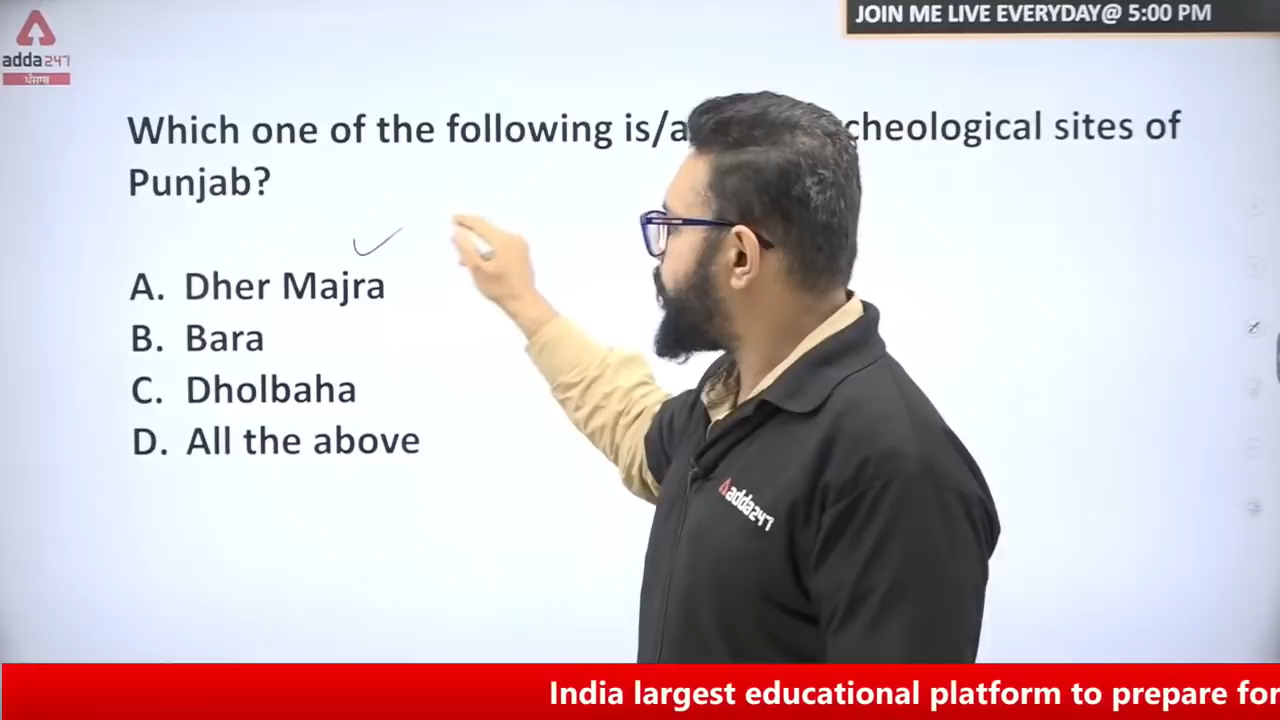 JOIN ME LIVE EVERYDAY@ 5:00 PM
adda247
ਪੰਜਾਬ
Which one of the following is/a cheological sites of
Punjab?
A. Dher Majra
B. Bara
C. Dholbaha
D. All the above
adda247
India largest educational platform to prepare for